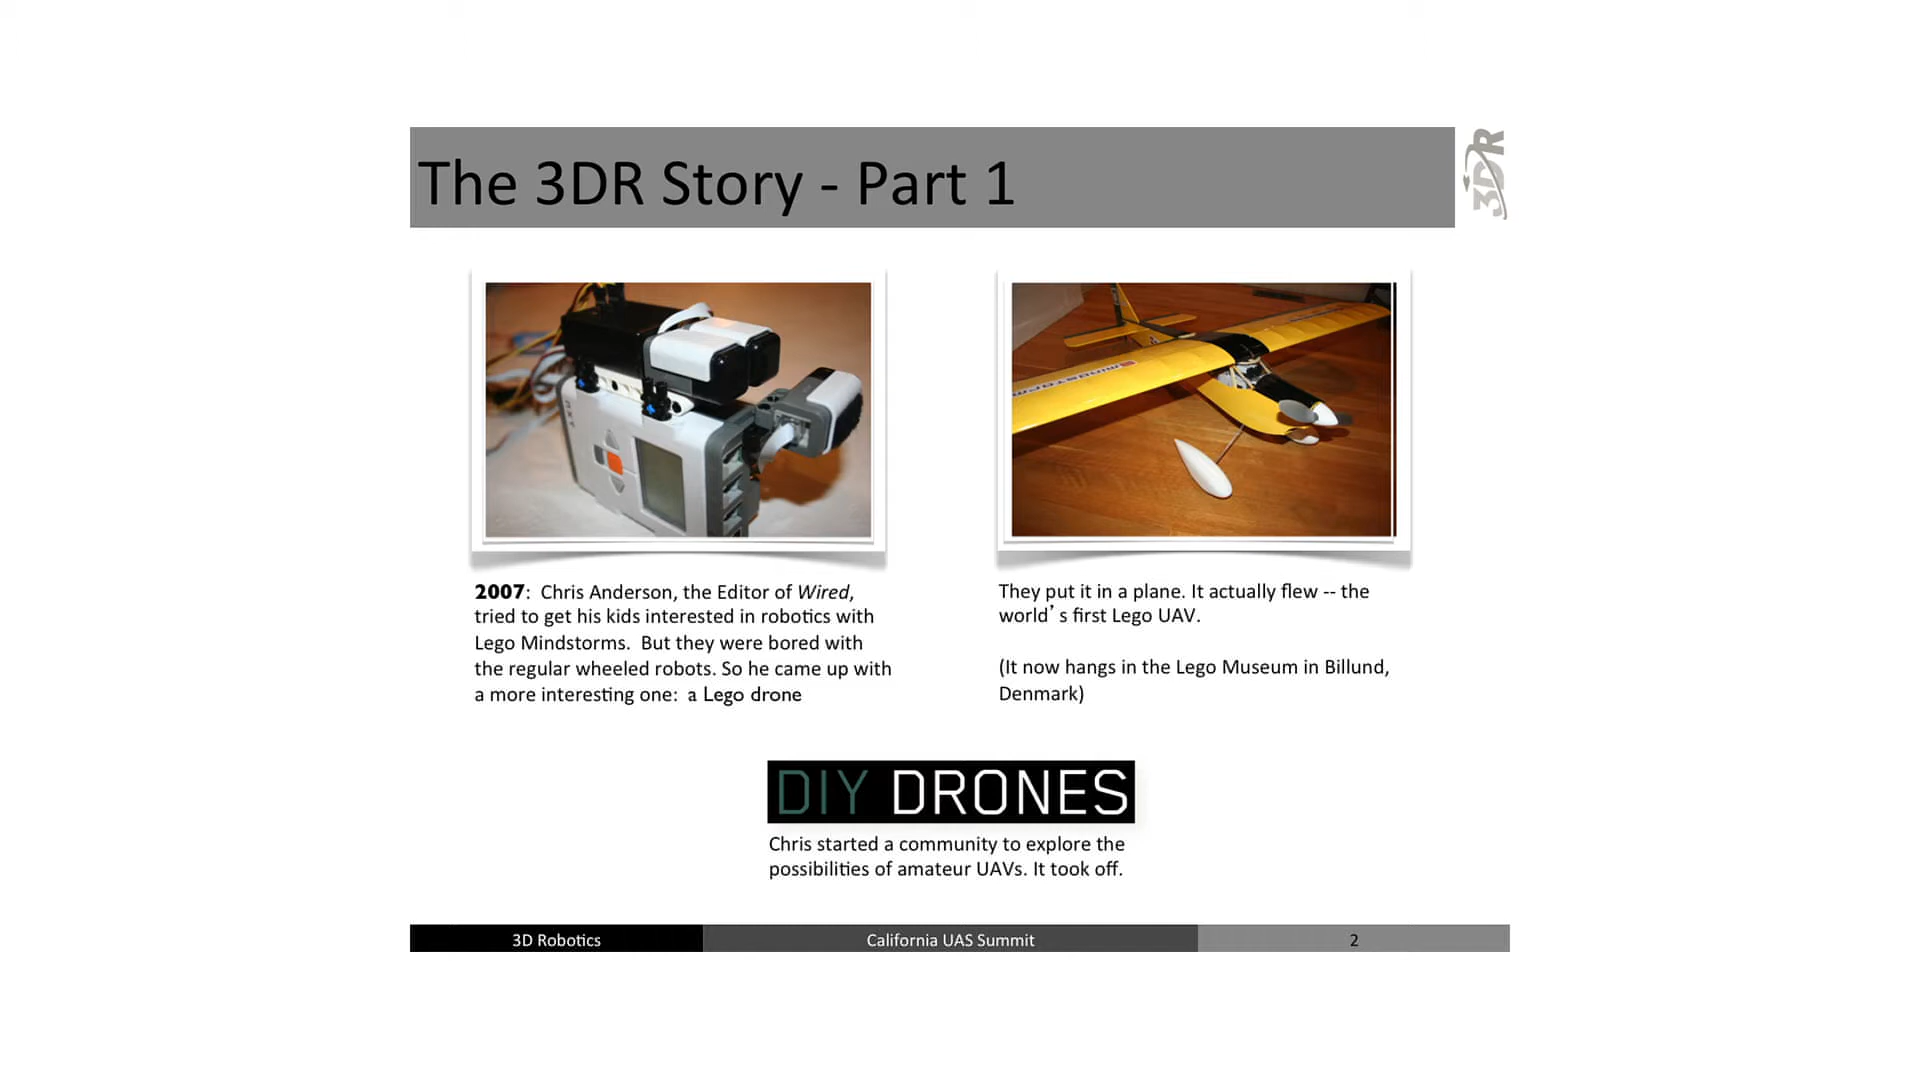 The 3DR Story - Part 1
3DR
NXT
MINDSTORMS
2007:  Chris Anderson, the Editor of Wired,
tried to get his kids interested in robotics with
Lego Mindstorms.  But they were bored with
the regular wheeled robots. So he came up with
a more interesting one:  a Lego drone
They put it in a plane. It actually flew -- the
world’s first Lego UAV.
(It now hangs in the Lego Museum in Billund,
Denmark)
DIY DRONES
Chris started a community to explore the
possibilities of amateur UAVs. It took off.
3D Robotics
California UAS Summit
2